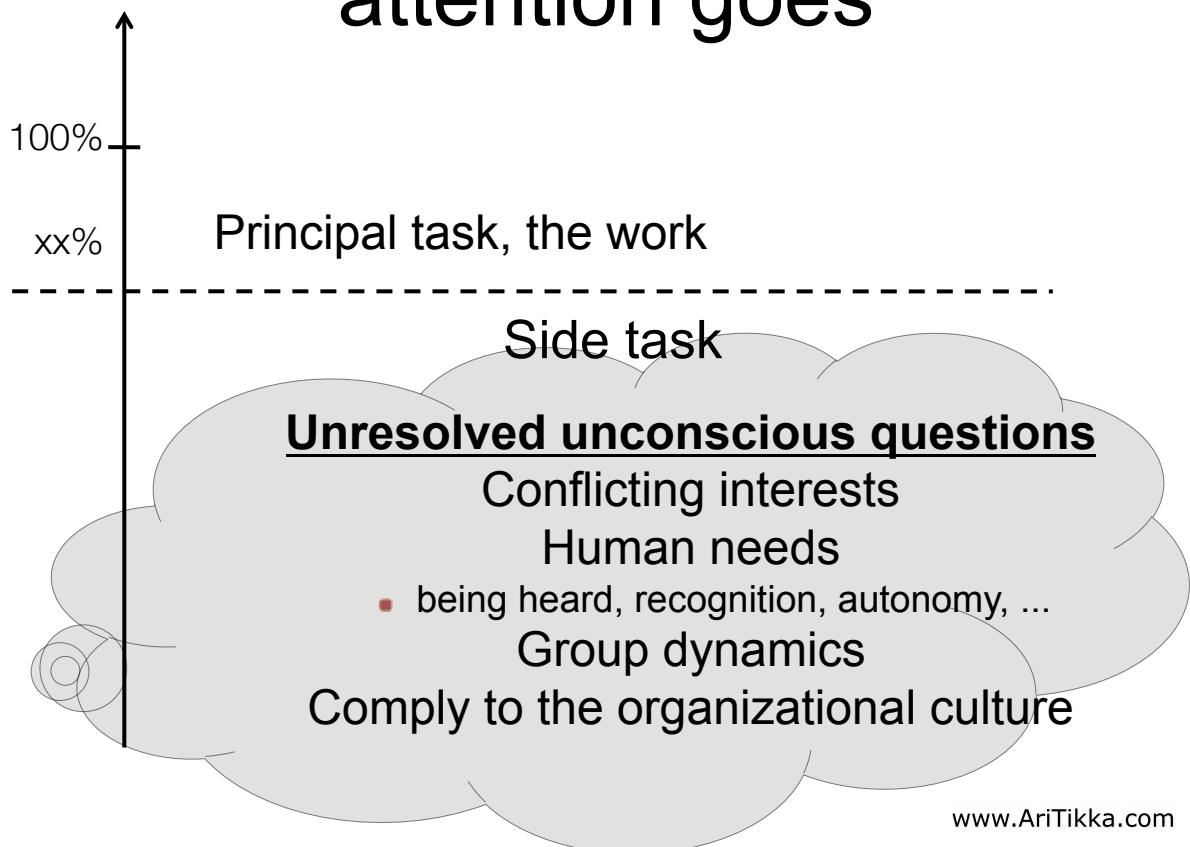 attention goes
100%
xx%
Principal task, the work
Side task
Unresolved unconscious questions
Conflicting interests
Human needs
being heard, recognition, autonomy, ...
Group dynamics
Comply to the organizational culture
www.AriTikka.com